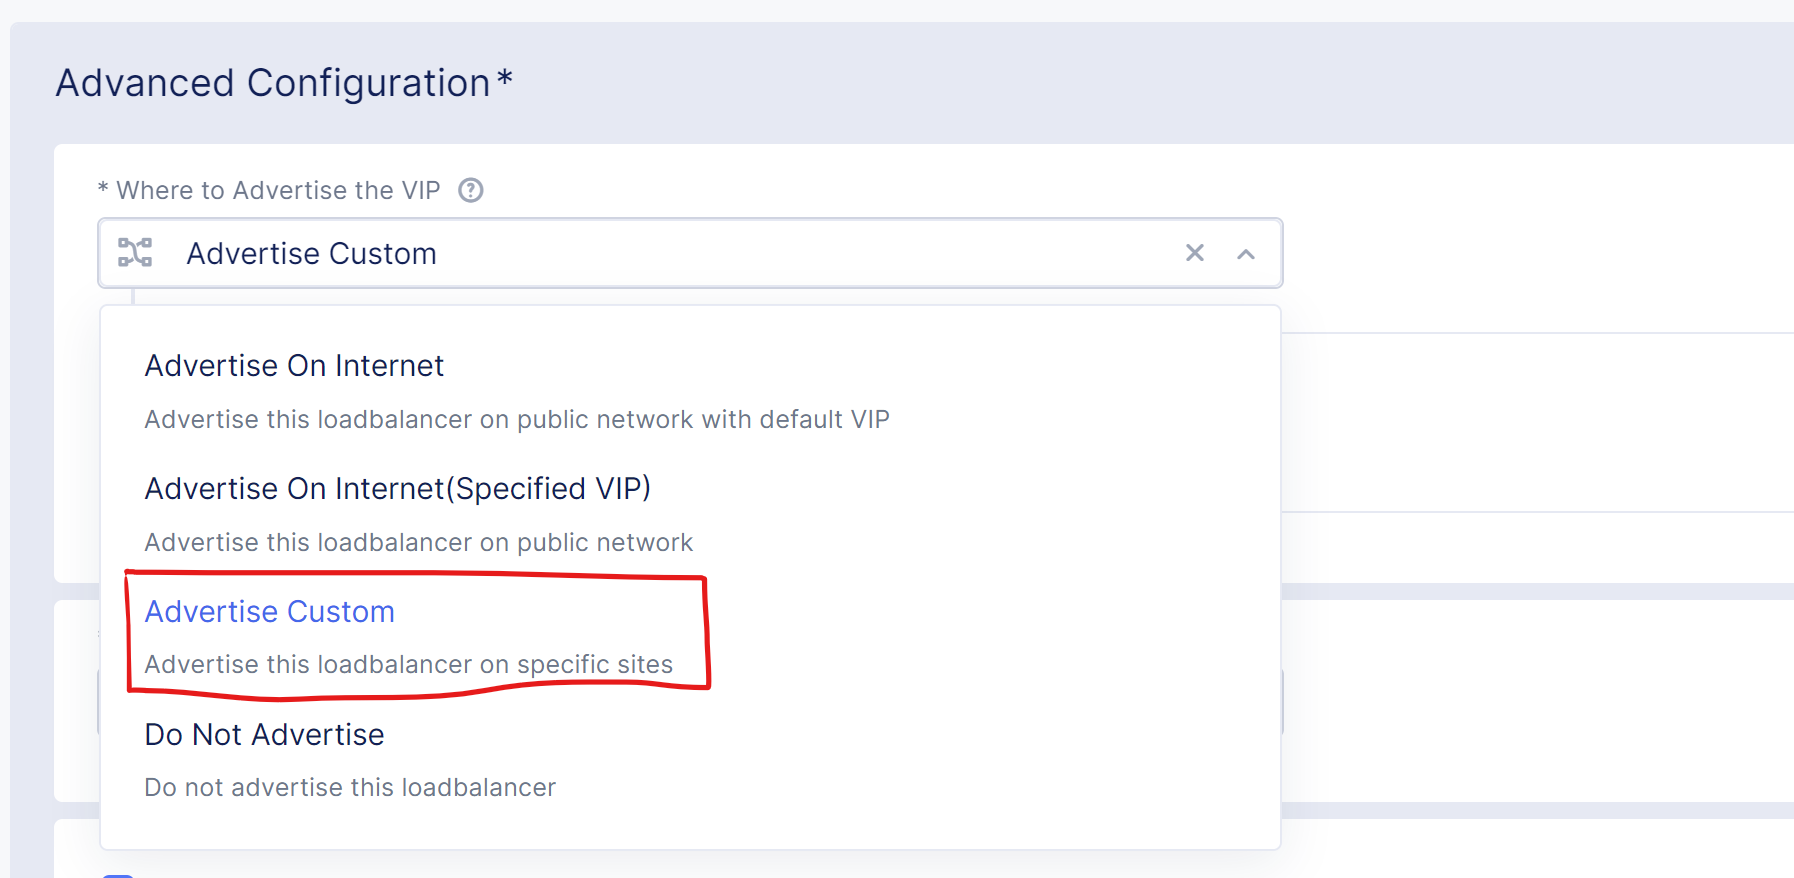 Advanced Configuration*
* Where to Advertise the VIP ?
Advertise Custom
Advertise On Internet
Advertise this loadbalancer on public network with default VIP
Advertise On Internet(Specified VIP)
Advertise this loadbalancer on public network
Advertise Custom
Advertise this loadbalancer on specific sites
Do Not Advertise
Do not advertise this loadbalancer